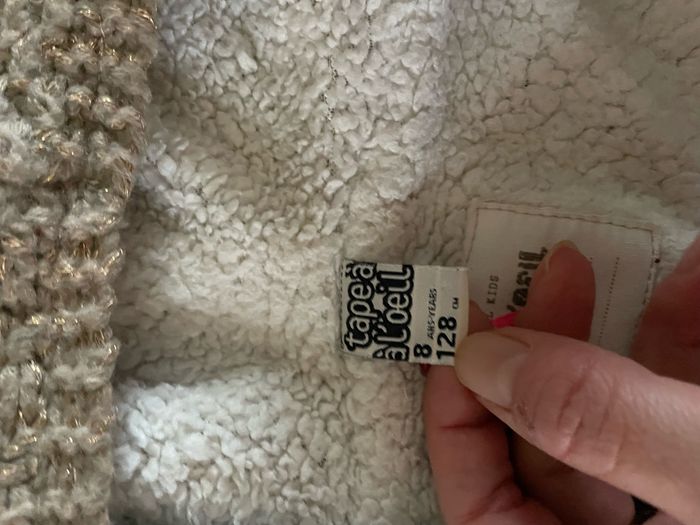 tape à
à l'oeil
8 ANS-YEARS
128 CM
KIDS